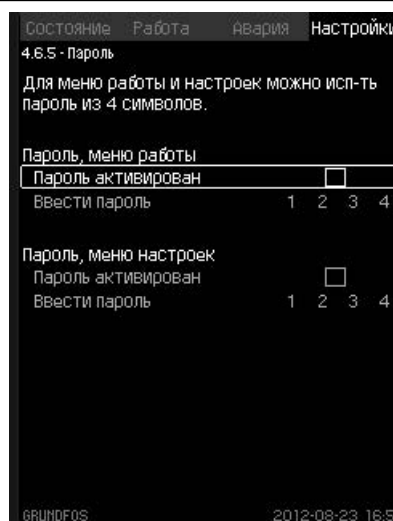 Состояние Работа Авария Настройки
4.6.5 - Пароль
Для меню работы и настроек можно исп-ть
пароль из 4 символов.
Пароль, меню работы
Пароль активирован
Ввести пароль 1 2 3 4
Пароль, меню настроек
Пароль активирован
Ввести пароль 1 2 3 4
GRUNDFOS 2012-08-23 16:5